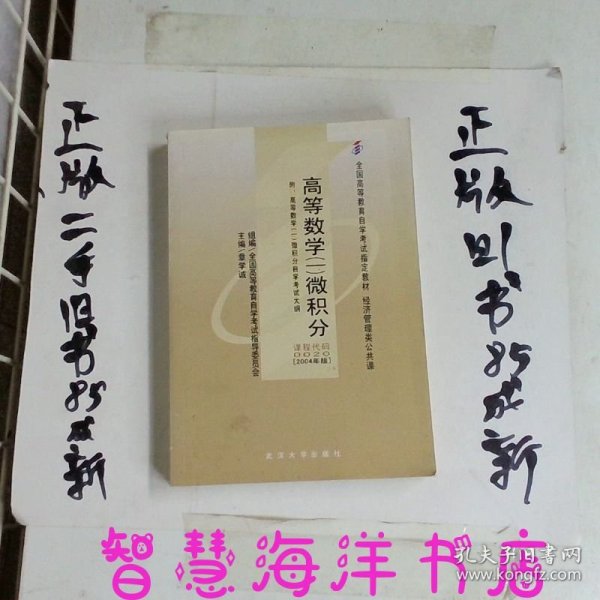 正版二手旧书85成新
全国高等教育自学考试指定教材 经济管理类公共课
高等数学(一)微积分
附:高等数学(一)微积分自学考试大纲
课程代码
0020
[2004年版]
组编/全国高等教育自学考试指导委员会
主编/章学诚
武汉大学出版社
正版旧书85成新
智慧海洋书店
孔夫子旧书网
www.kongfz.com